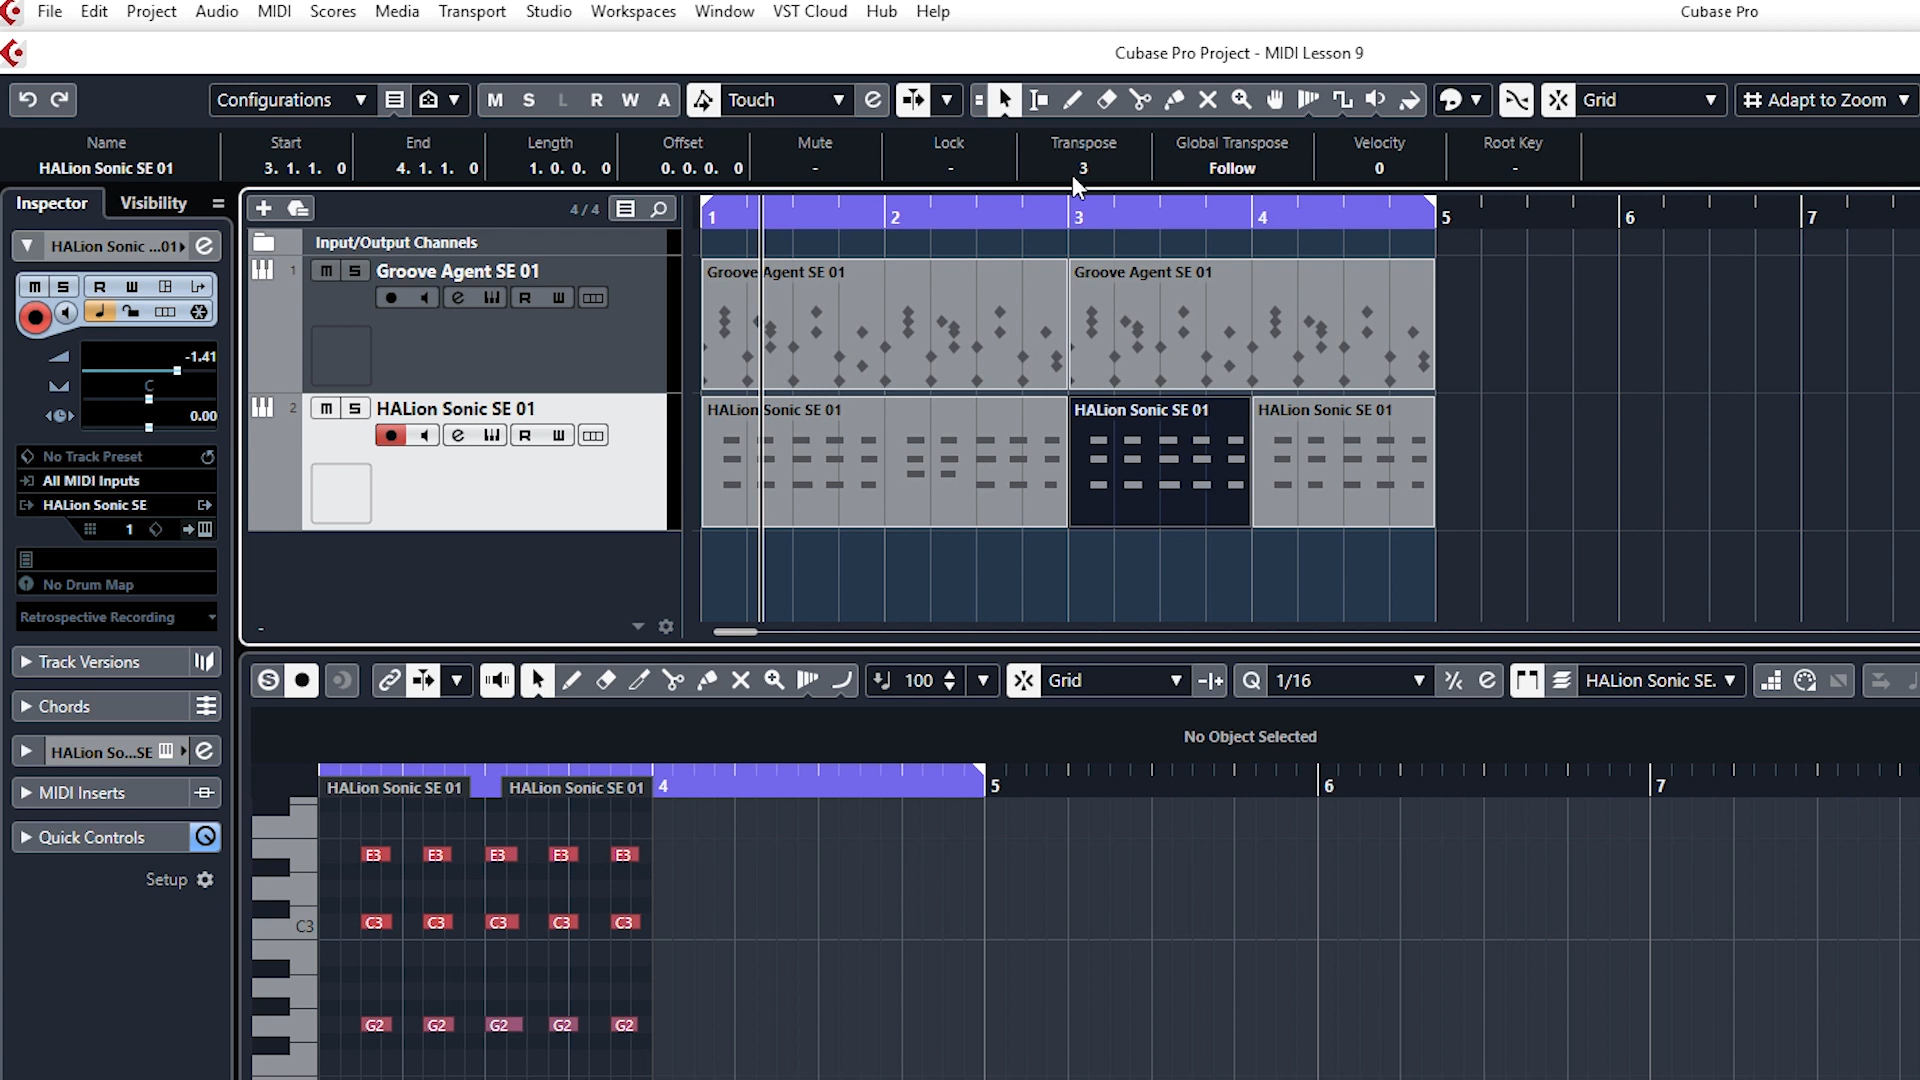 File Edit Project Audio MIDI Scores Media Transport Studio Workspaces Window VST Cloud Hub Help Cubase Pro
Cubase Pro Project - MIDI Lesson 9
Configurations M S L R W A Touch e Grid Adapt to Zoom
Name Start End Length Offset Mute Lock Transpose Global Transpose Velocity Root Key
HALion Sonic SE 01 3. 1. 1. 0 4. 1. 1. 0 1. 0. 0. 0 0. 0. 0. 0 - - 3 Follow 0 -
Inspector Visibility
4 / 4 1 2 3 4 5 6 7
HALion Sonic ...01 e
Input/Output Channels
1 m S Groove Agent SE 01 Groove Agent SE 01 Groove Agent SE 01
m S R W
e R W
-1.41
C
0.00
2 m S HALion Sonic SE 01 HALion Sonic SE 01 HALion Sonic SE 01 HALion Sonic SE 01
e R W
No Track Preset
All MIDI Inputs
HALion Sonic SE
1
No Drum Map
Retrospective Recording
-
Track Versions
S 100 Grid Q 1/16 e HALion Sonic SE.
Chords
No Object Selected
HALion So...SE e
HALion Sonic SE 01 HALion Sonic SE 01 4 5 6 7
MIDI Inserts
Quick Controls
E3 E3 E3 E3 E3
Setup
C3 C3 C3 C3 C3 C3
G2 G2 G2 G2 G2